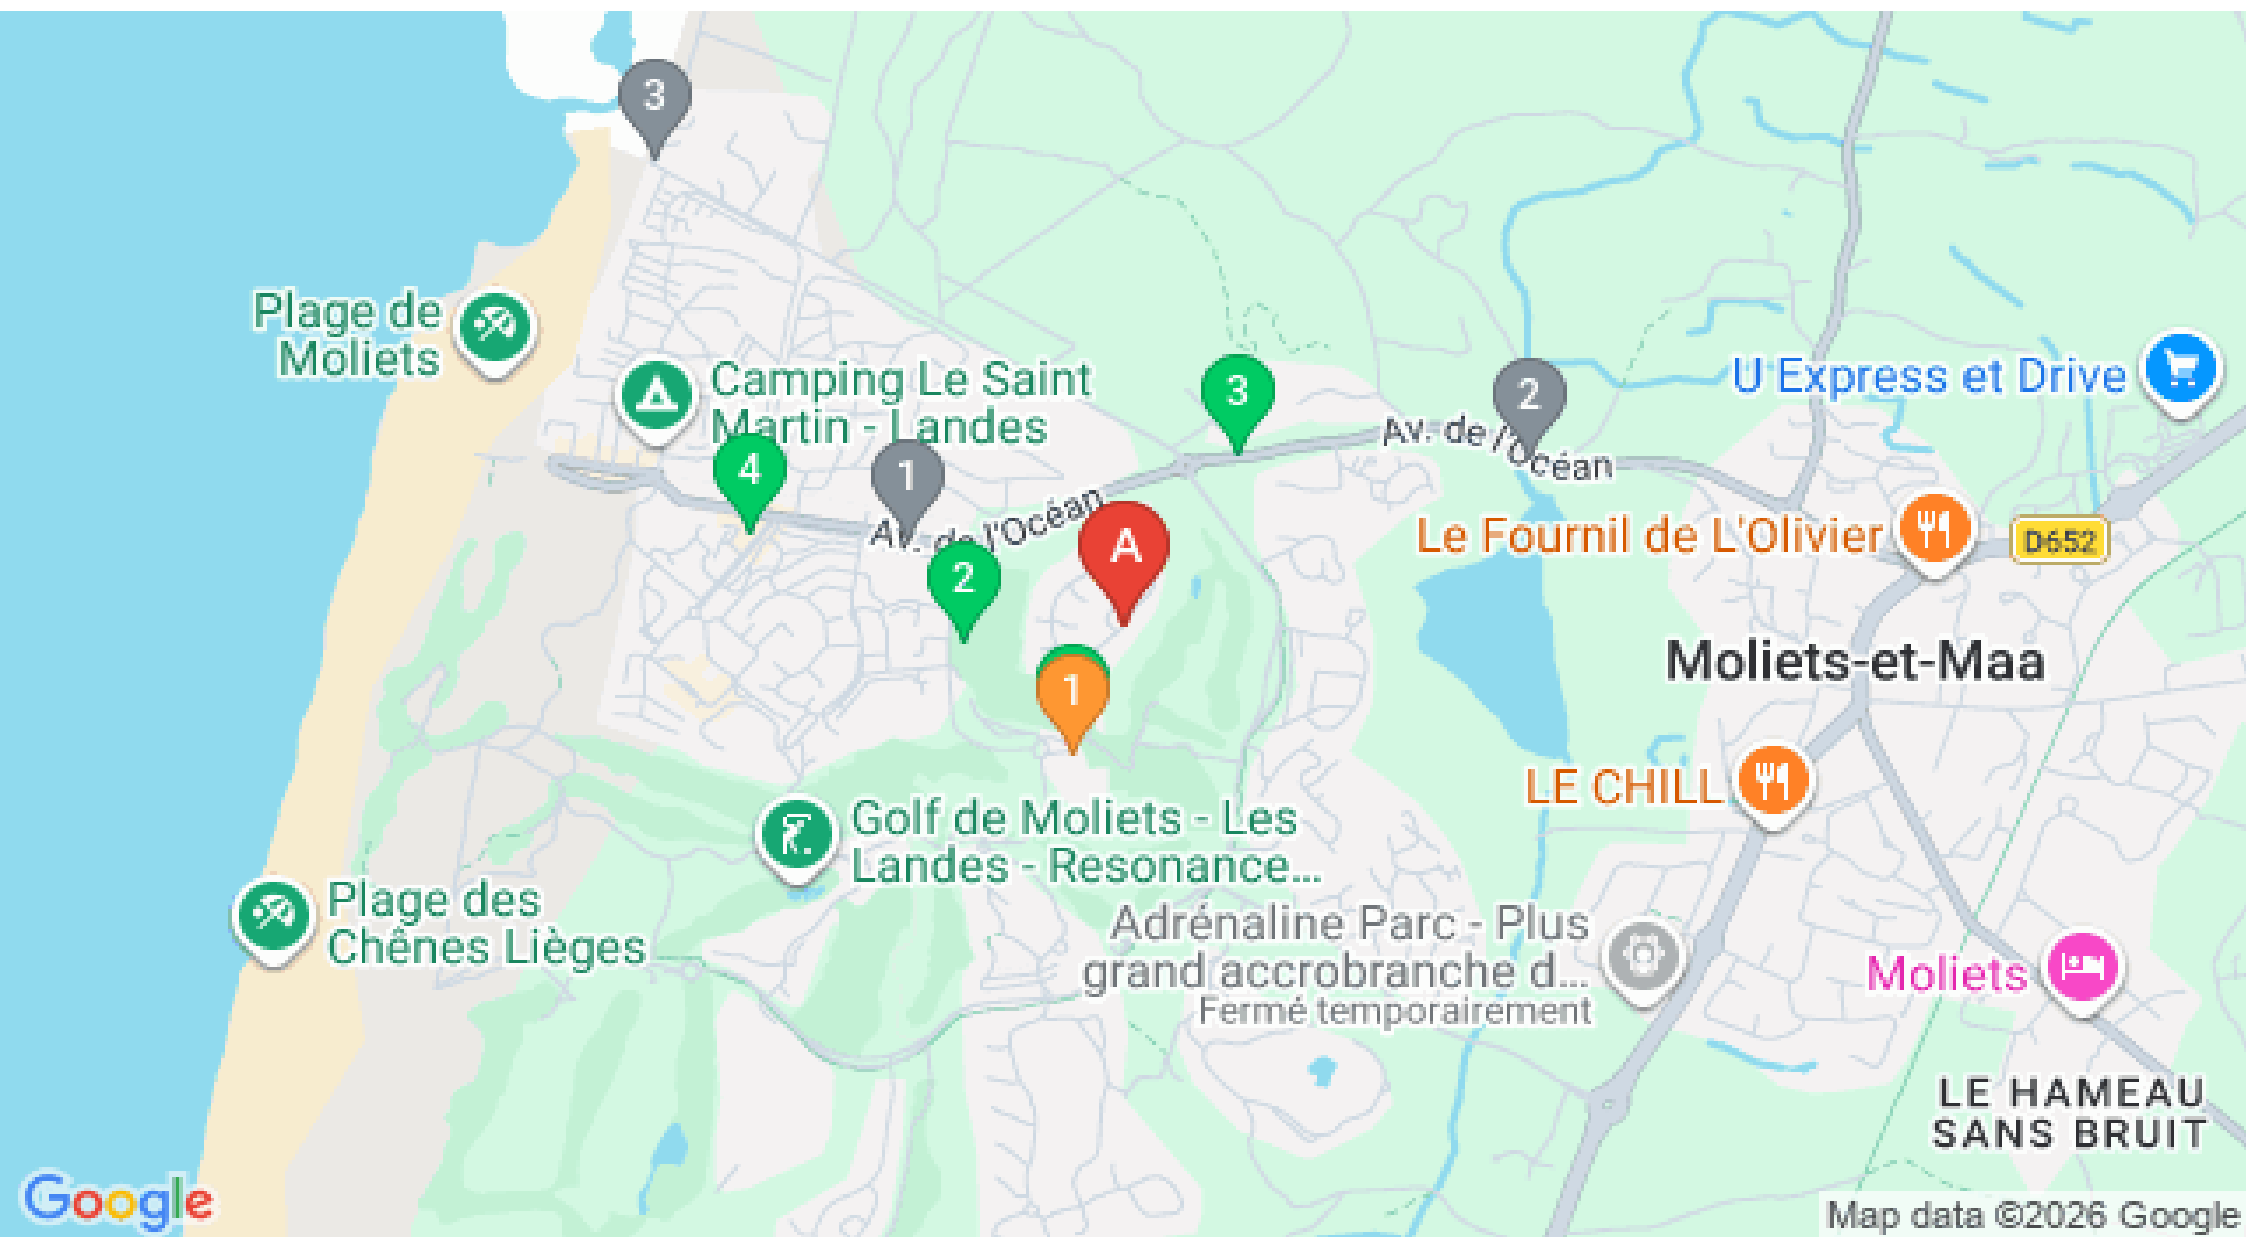 3
Plage de
Moliets
Camping Le Saint
Martin - Landes
3
2
Av. de l'Océan
U Express et Drive
4
1
Av. de l'Océan
A
2
Le Fournil de L'Olivier
D652
1
Moliets-et-Maa
LE CHILL
Golf de Moliets - Les
Landes - Resonance...
Plage des
Chênes Lièges
Adrénaline Parc - Plus
grand accrobranche d...
Fermé temporairement
Moliets
LE HAMEAU
SANS BRUIT
Google
Map data ©2026 Google